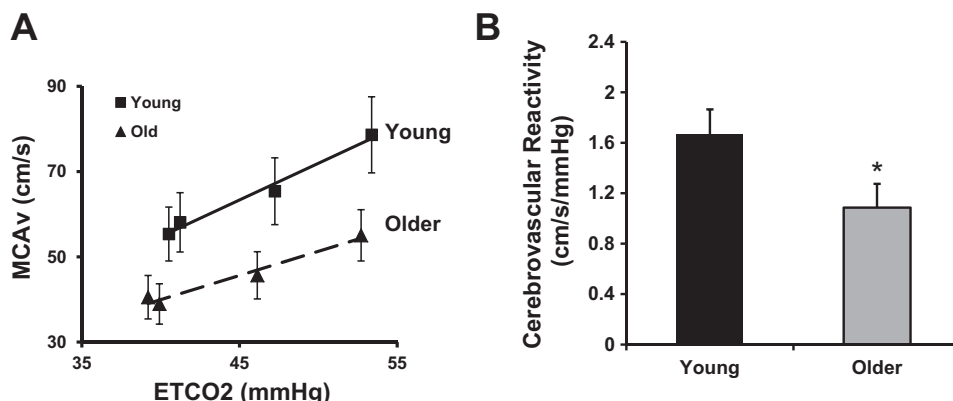 A
MCAv (cm/s)
90
70
50
30
Young
Old
Young
Older
35
45
55
ETCO2 (mmHg)
B
Cerebrovascular Reactivity
(cm/s/mmHg)
2.4
2
1.6
1.2
0.8
0.4
0
*
Young
Older